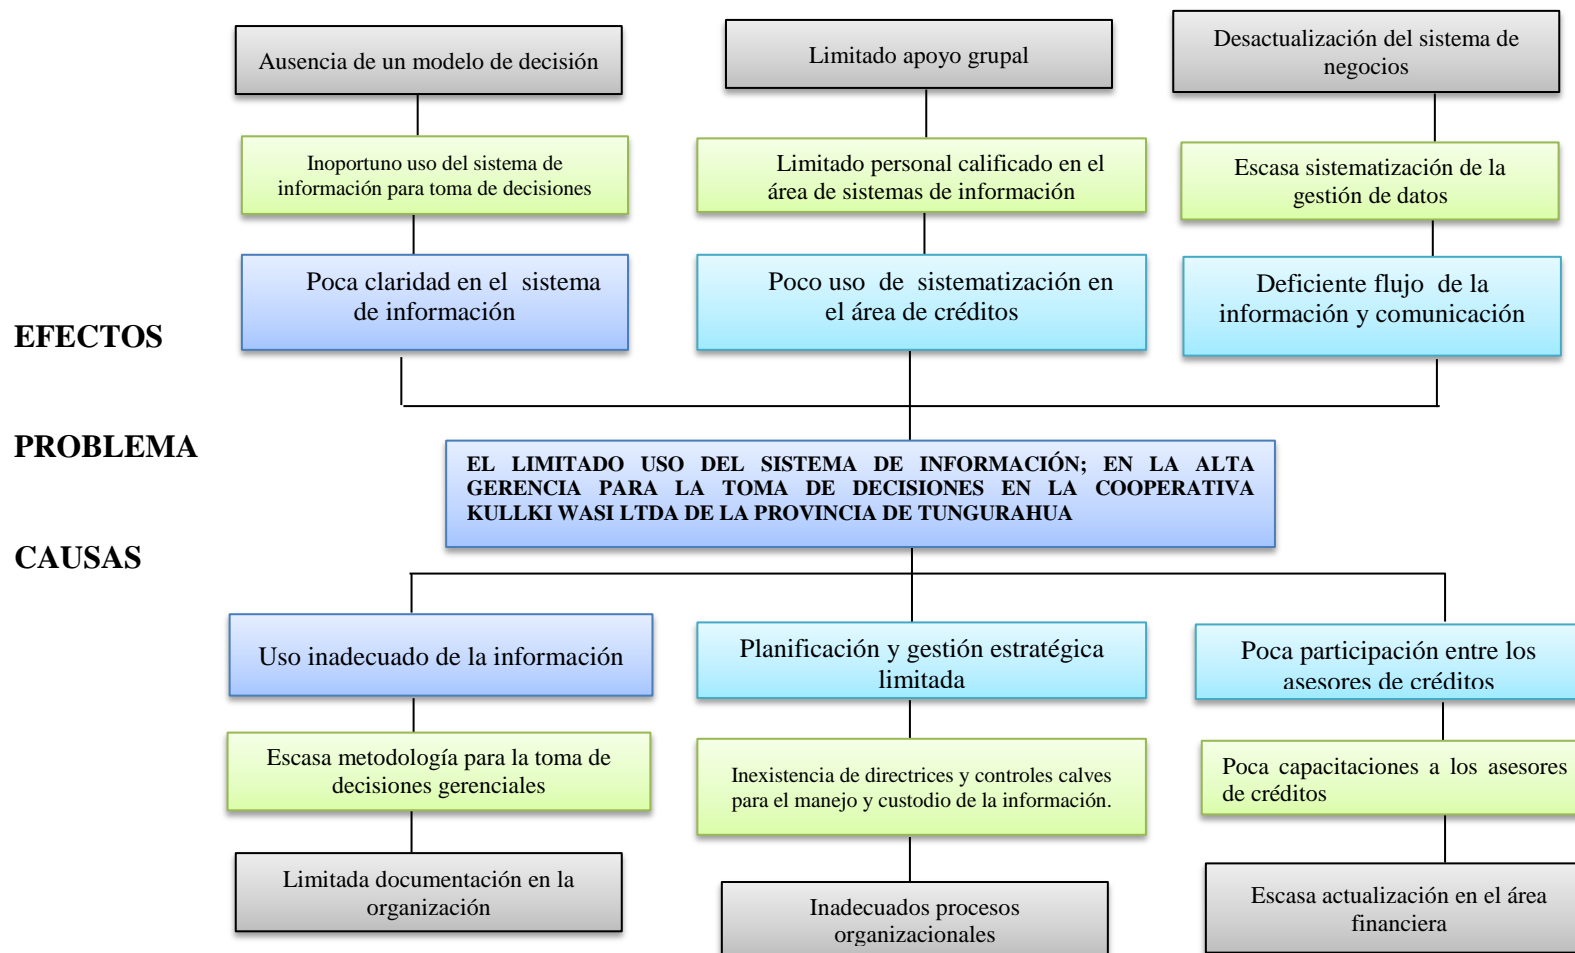 Ausencia de un modelo de decisión
Limitado apoyo grupal
Desactualización del sistema de
negocios
Inoportuno uso del sistema de
información para toma de decisiones
Limitado personal calificado en el
área de sistemas de información
Escasa sistematización de la
gestión de datos
Poca claridad en el sistema
de información
Poco uso de sistematización en
el área de créditos
Deficiente flujo de la
información y comunicación
EFECTOS
PROBLEMA
EL LIMITADO USO DEL SISTEMA DE INFORMACIÓN; EN LA ALTA
GERENCIA PARA LA TOMA DE DECISIONES EN LA COOPERATIVA
KULLKI WASI LTDA DE LA PROVINCIA DE TUNGURAHUA
CAUSAS
Uso inadecuado de la información
Planificación y gestión estratégica
limitada
Poca participación entre los
asesores de créditos
Escasa metodología para la toma de
decisiones gerenciales
Inexistencia de directrices y controles calves
para el manejo y custodio de la información.
Poca capacitaciones a los asesores
de créditos
Limitada documentación en la
organización
Inadecuados procesos
organizacionales
Escasa actualización en el área
financiera